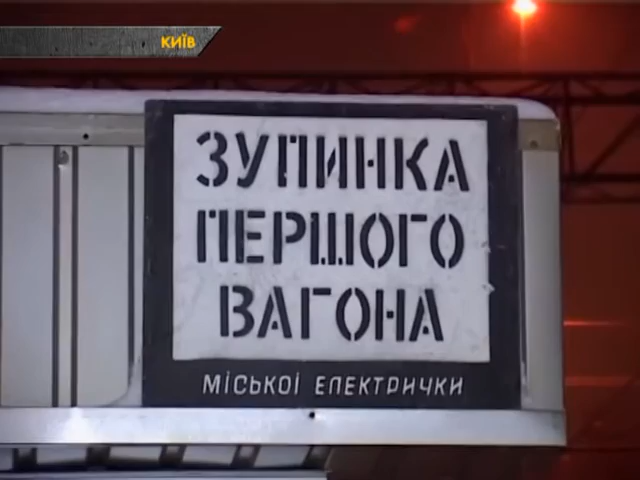 КИЇВ
ЗУПИНКА
ПЕРШОГО
ВАГОНА
МІСЬКОЇ ЕЛЕКТРИЧКИ